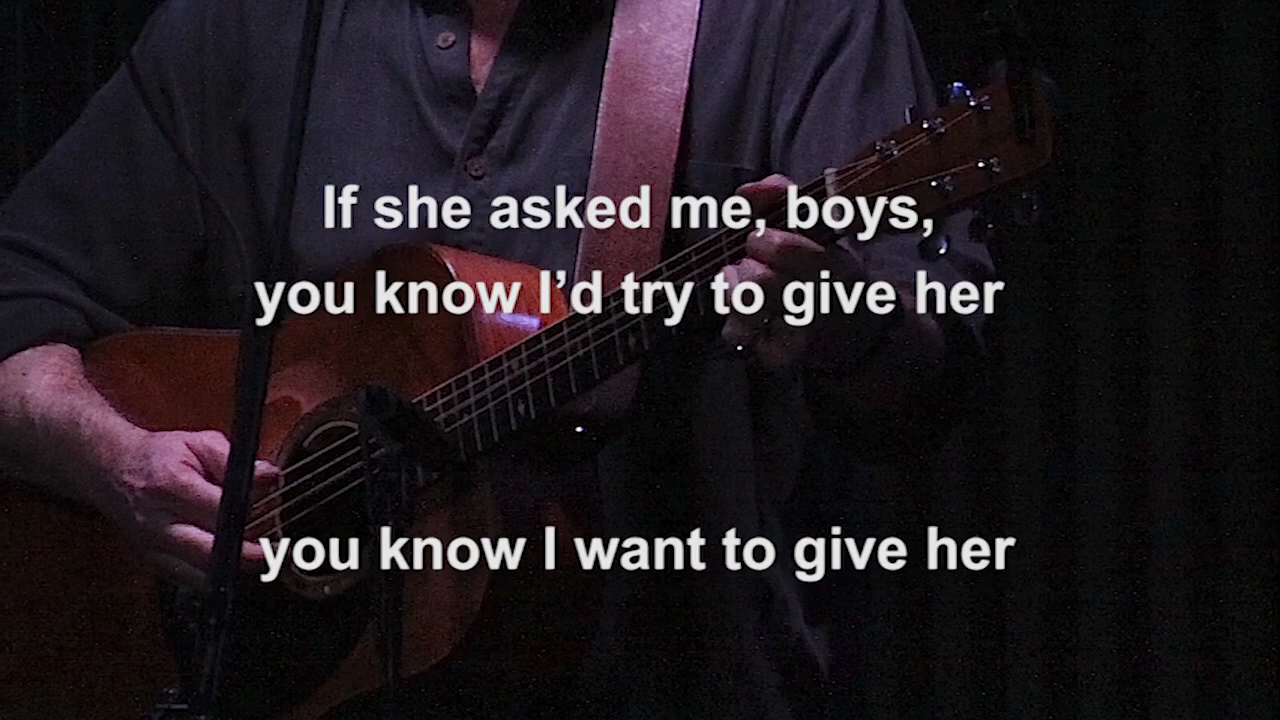 If she asked me, boys,
you know I’d try to give her
you know I want to give her